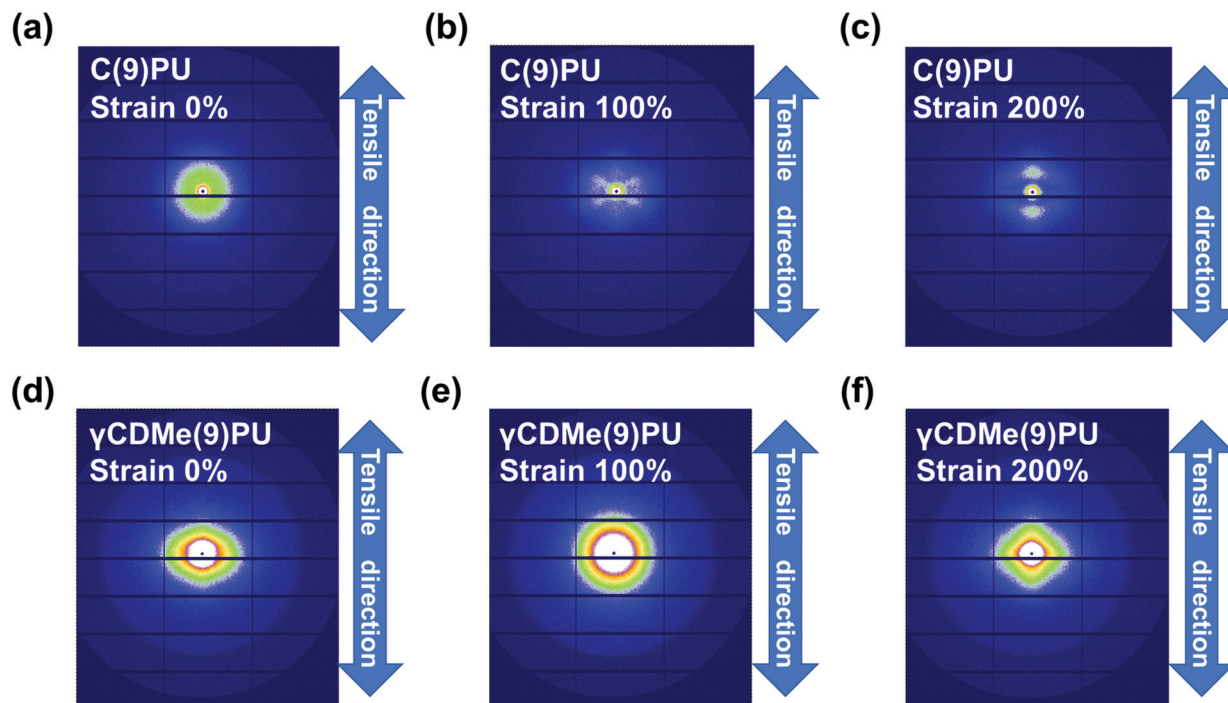 (a)
C(9)PU
Strain 0%
Tensile direction
(b)
C(9)PU
Strain 100%
Tensile direction
(c)
C(9)PU
Strain 200%
Tensile direction
(d)
γCDMe(9)PU
Strain 0%
Tensile direction
(e)
γCDMe(9)PU
Strain 100%
Tensile direction
(f)
γCDMe(9)PU
Strain 200%
Tensile direction